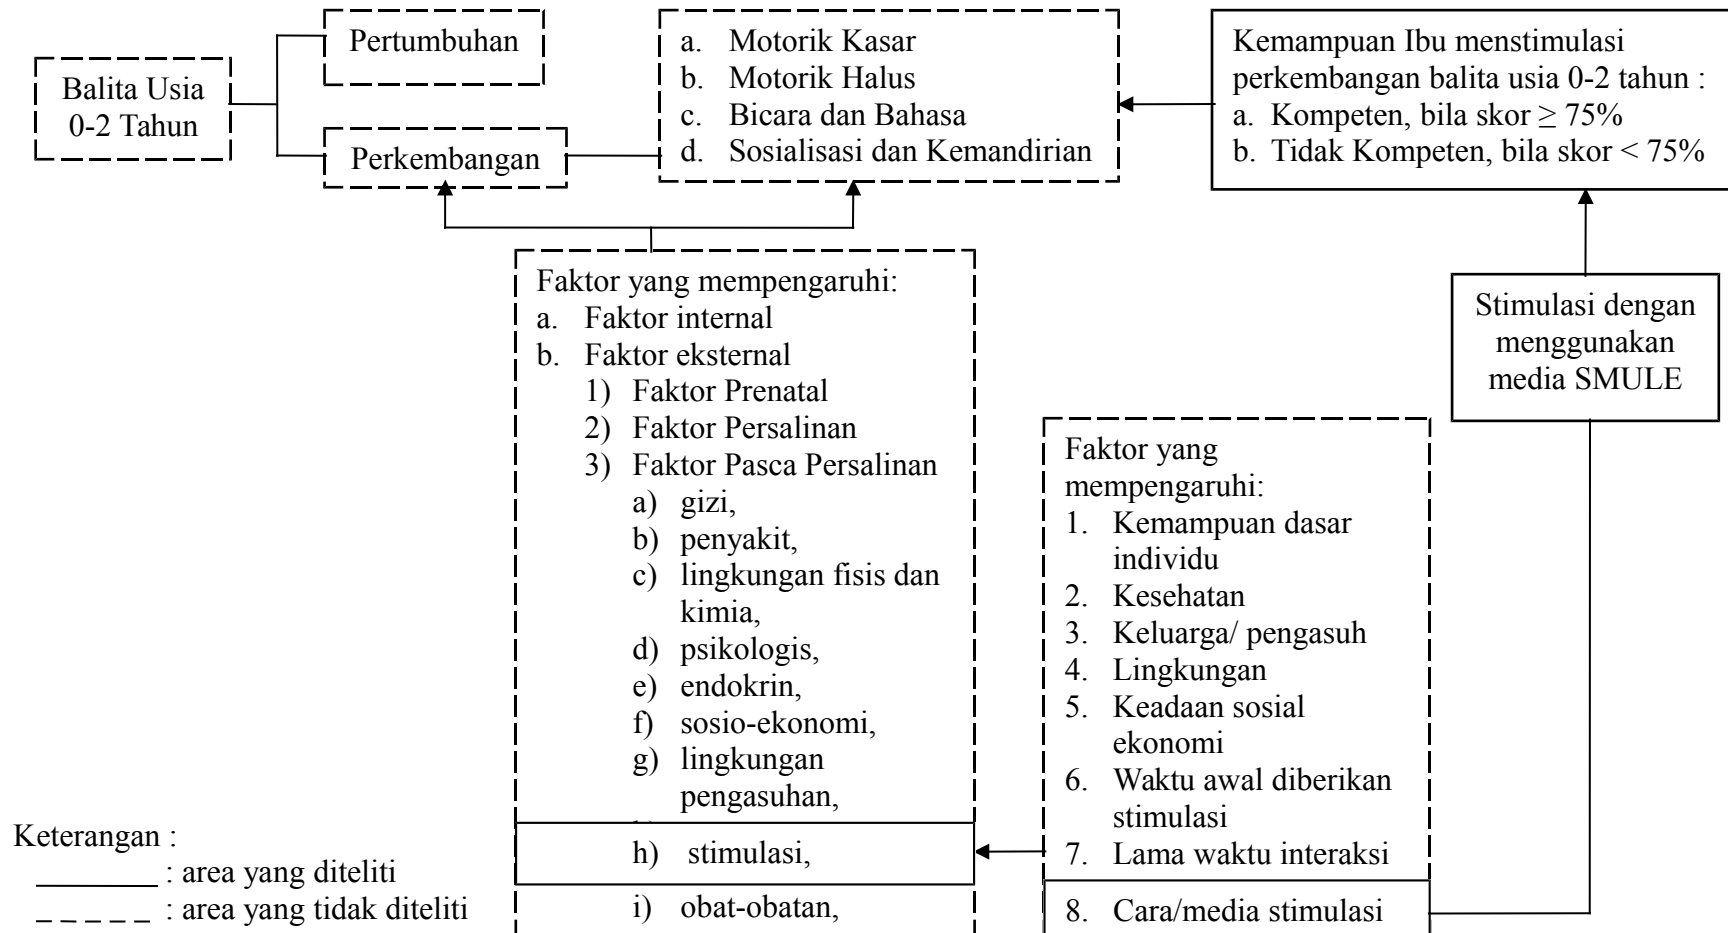 Balita Usia
0-2 Tahun
Pertumbuhan
Perkembangan
a. Motorik Kasar
b. Motorik Halus
c. Bicara dan Bahasa
d. Sosialisasi dan Kemandirian
Kemampuan Ibu menstimulasi
perkembangan balita usia 0-2 tahun :
a. Kompeten, bila skor ≥ 75%
b. Tidak Kompeten, bila skor < 75%
Faktor yang mempengaruhi:
a. Faktor internal
b. Faktor eksternal
1) Faktor Prenatal
2) Faktor Persalinan
3) Faktor Pasca Persalinan
a) gizi,
b) penyakit,
c) lingkungan fisis dan
kimia,
d) psikologis,
e) endokrin,
f) sosio-ekonomi,
g) lingkungan
pengasuhan,
h) stimulasi,
i) obat-obatan,
Faktor yang
mempengaruhi:
1. Kemampuan dasar
individu
2. Kesehatan
3. Keluarga/ pengasuh
4. Lingkungan
5. Keadaan sosial
ekonomi
6. Waktu awal diberikan
stimulasi
7. Lama waktu interaksi
8. Cara/media stimulasi
Stimulasi dengan
menggunakan
media SMULE
Keterangan :
: area yang diteliti
: area yang tidak diteliti